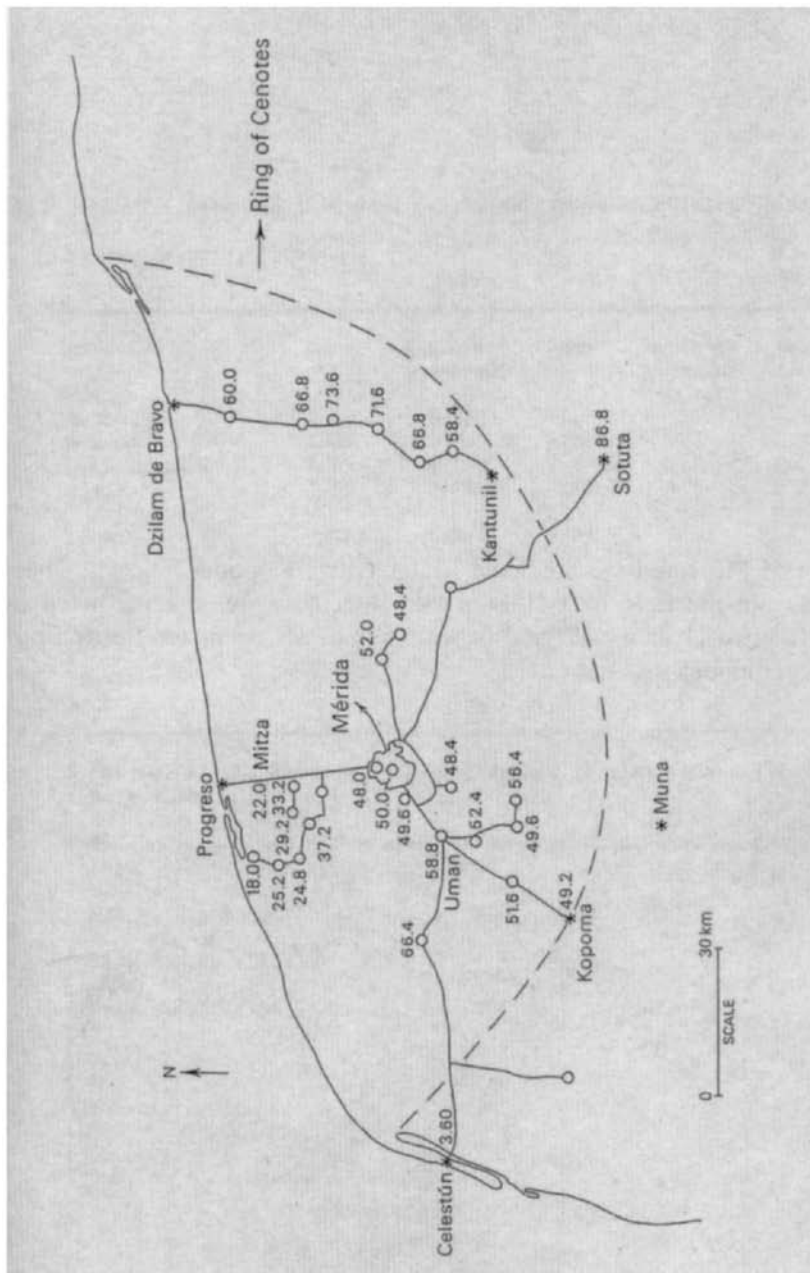 Ring of Cenotes
Dzilam de Bravo
60.0
66.8
73.6
71.6
66.8
58.4
Kantunil
86.8
Sotuta
Progreso
Mitza
22.0
33.2
29.2
18.0
25.2
24.8
37.2
Mérida
52.0
48.4
48.0
50.0
49.6
48.4
58.8
Uman
52.4
56.4
49.6
51.6
49.2
Kopoma
Muna
66.4
N
3.60
Celestún
0
30 km
SCALE